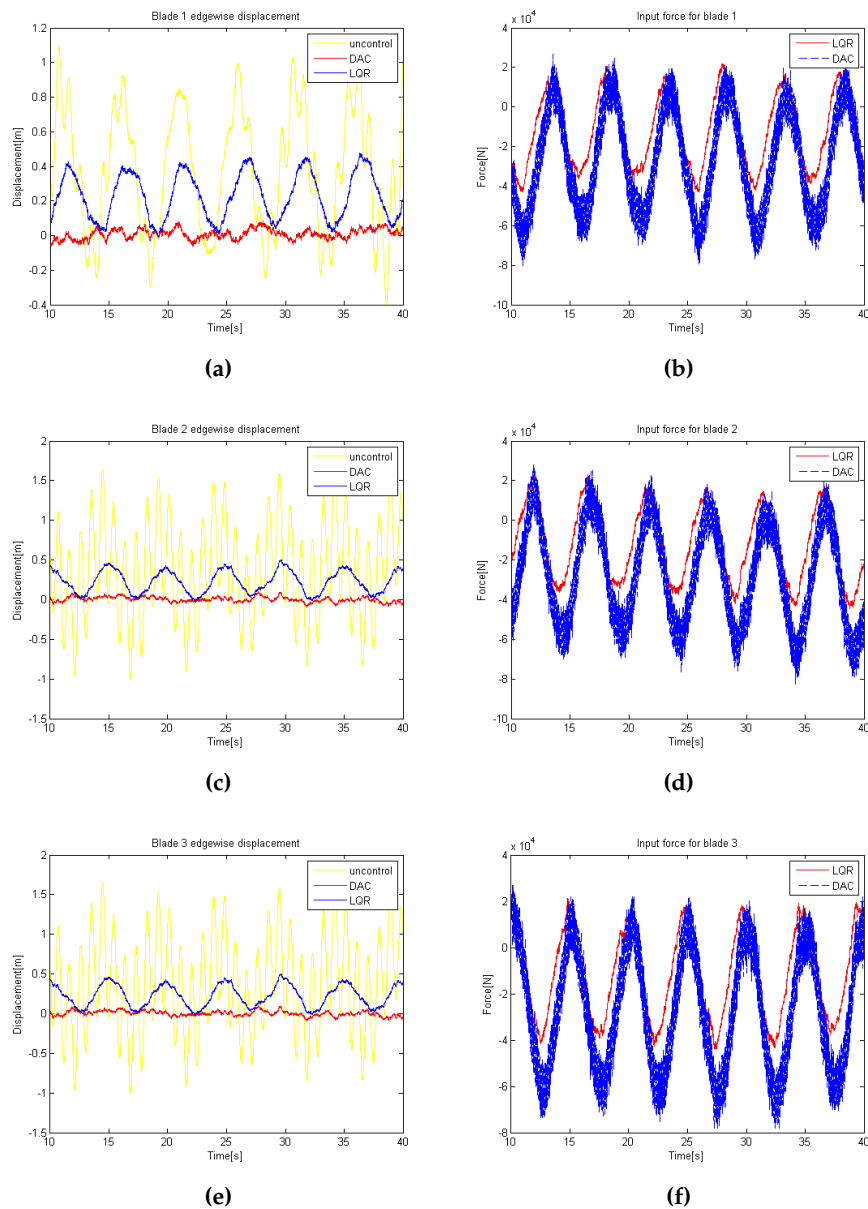 Blade 1 edgewise displacement
1.2
1
0.8
0.6
0.4
0.2
0
-0.2
-0.4
10 15 20 25 30 35 40
Displacement[m]
Time[s]
uncontrol
DAC
LQR
(a)
Input force for blade 1
x 10⁴
4
2
0
-2
-4
-6
-8
-10
10 15 20 25 30 35 40
Force[N]
Time[s]
LQR
DAC
(b)
Blade 2 edgewise displacement
2
1.5
1
0.5
0
-0.5
-1
-1.5
10 15 20 25 30 35 40
Displacement[m]
Time[s]
uncontrol
DAC
LQR
(c)
Input force for blade 2
x 10⁴
4
2
0
-2
-4
-6
-8
-10
10 15 20 25 30 35 40
Force[N]
Time[s]
LQR
DAC
(d)
Blade 3 edgewise displacement
2
1.5
1
0.5
0
-0.5
-1
-1.5
10 15 20 25 30 35 40
Displacement[m]
Time[s]
uncontrol
DAC
LQR
(e)
Input force for blade 3
x 10⁴
4
2
0
-2
-4
-6
-8
10 15 20 25 30 35 40
Force[N]
Time[s]
LQR
DAC
(f)